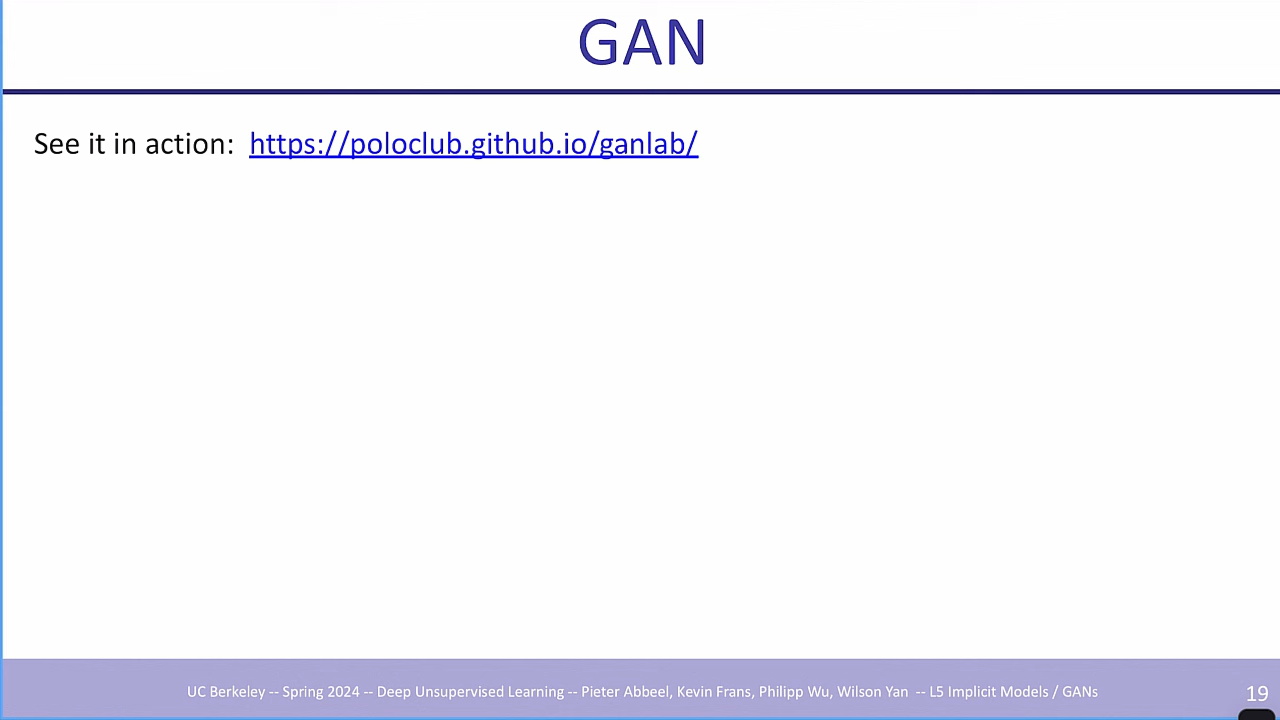 GAN
See it in action: https://poloclub.github.io/ganlab/
UC Berkeley -- Spring 2024 -- Deep Unsupervised Learning -- Pieter Abbeel, Kevin Frans, Philipp Wu, Wilson Yan -- L5 Implicit Models / GANs
19